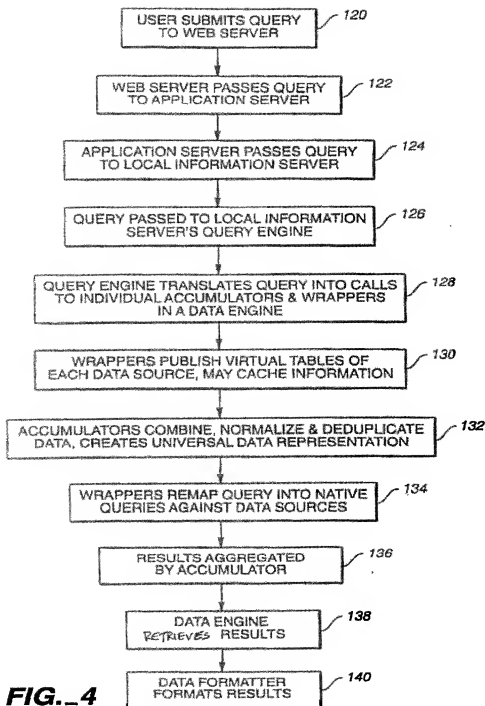 USER SUBMITS QUERY
TO WEB SERVER
120
WEB SERVER PASSES QUERY
TO APPLICATION SERVER
122
APPLICATION SERVER PASSES QUERY
TO LOCAL INFORMATION SERVER
124
QUERY PASSED TO LOCAL INFORMATION
SERVER'S QUERY ENGINE
126
QUERY ENGINE TRANSLATES QUERY INTO CALLS
TO INDIVIDUAL ACCUMULATORS & WRAPPERS
IN A DATA ENGINE
128
WRAPPERS PUBLISH VIRTUAL TABLES OF
EACH DATA SOURCE, MAY CACHE INFORMATION
130
ACCUMULATORS COMBINE, NORMALIZE & DEDUPLICATE
DATA, CREATES UNIVERSAL DATA REPRESENTATION
132
WRAPPERS REMAP QUERY INTO NATIVE
QUERIES AGAINST DATA SOURCES
134
RESULTS AGGREGATED
BY ACCUMULATOR
136
DATA ENGINE
RETRIEVES RESULTS
138
DATA FORMATTER
FORMATS RESULTS
140
FIG._4